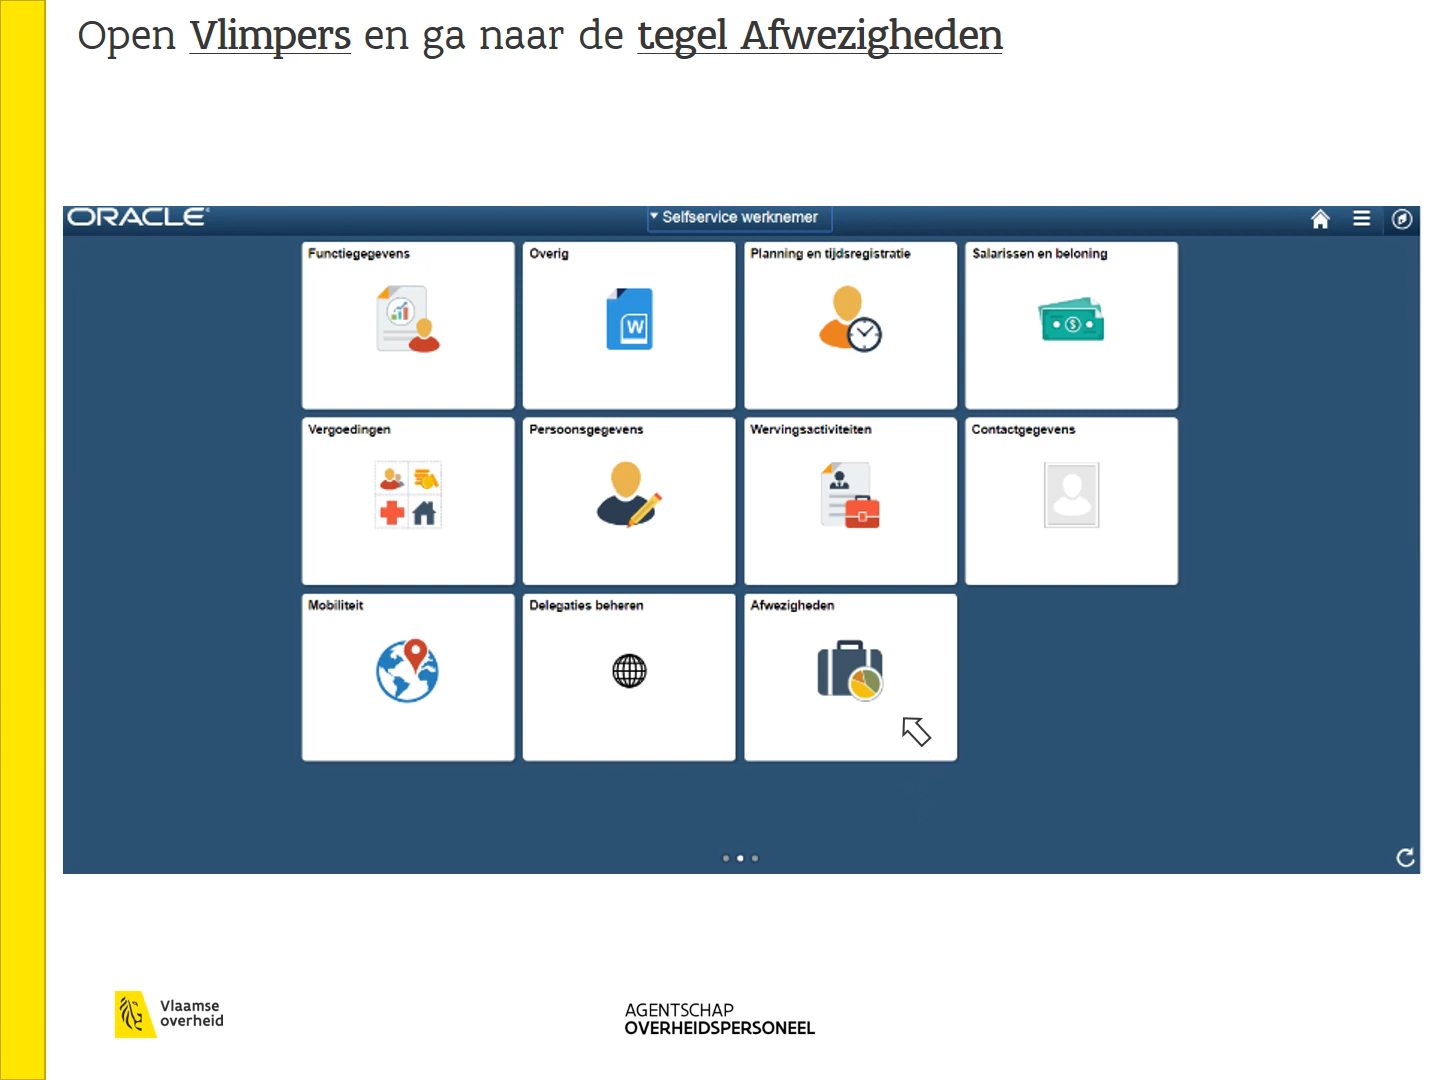 Open Vlimpers en ga naar de tegel Afwezigheden
ORACLE
Selfservice werknemer
Functiegegevens
Overig
Planning en tijdsregistratie
Salarissen en beloning
W
$
Vergoedingen
Persoonsgegevens
Wervingsactiviteiten
Contactgegevens
Mobiliteit
Delegaties beheren
Afwezigheden
Vlaamse
overheid
AGENTSCHAP
OVERHEIDSPERSONEEL